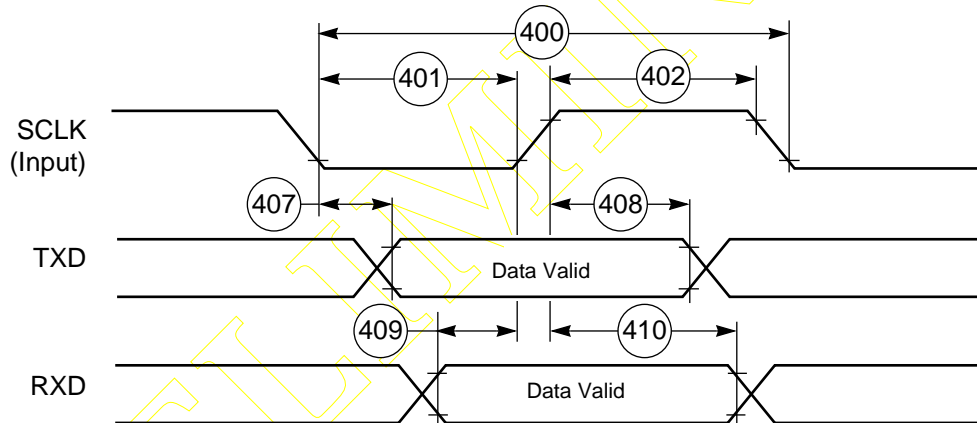 400
401
402
SCLK
(Input)
407
408
TXD
Data Valid
409
410
RXD
Data Valid